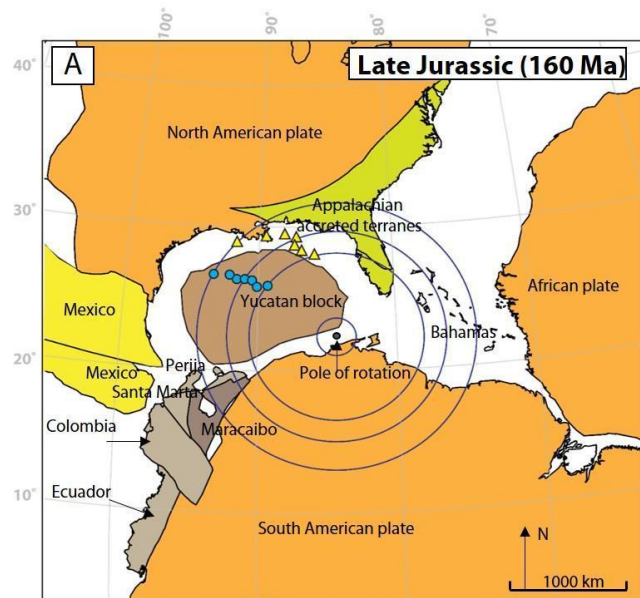 100°
90°
80°
70°
A
Late Jurassic (160 Ma)
40°
North American plate
30°
Appalachian
accreted terranes
African plate
Yucatan block
Mexico
Bahamas
20°
Perija
Mexico
Pole of rotation
Santa Marta
Colombia
Maracaibo
Ecuador
10°
South American plate
N
1000 km